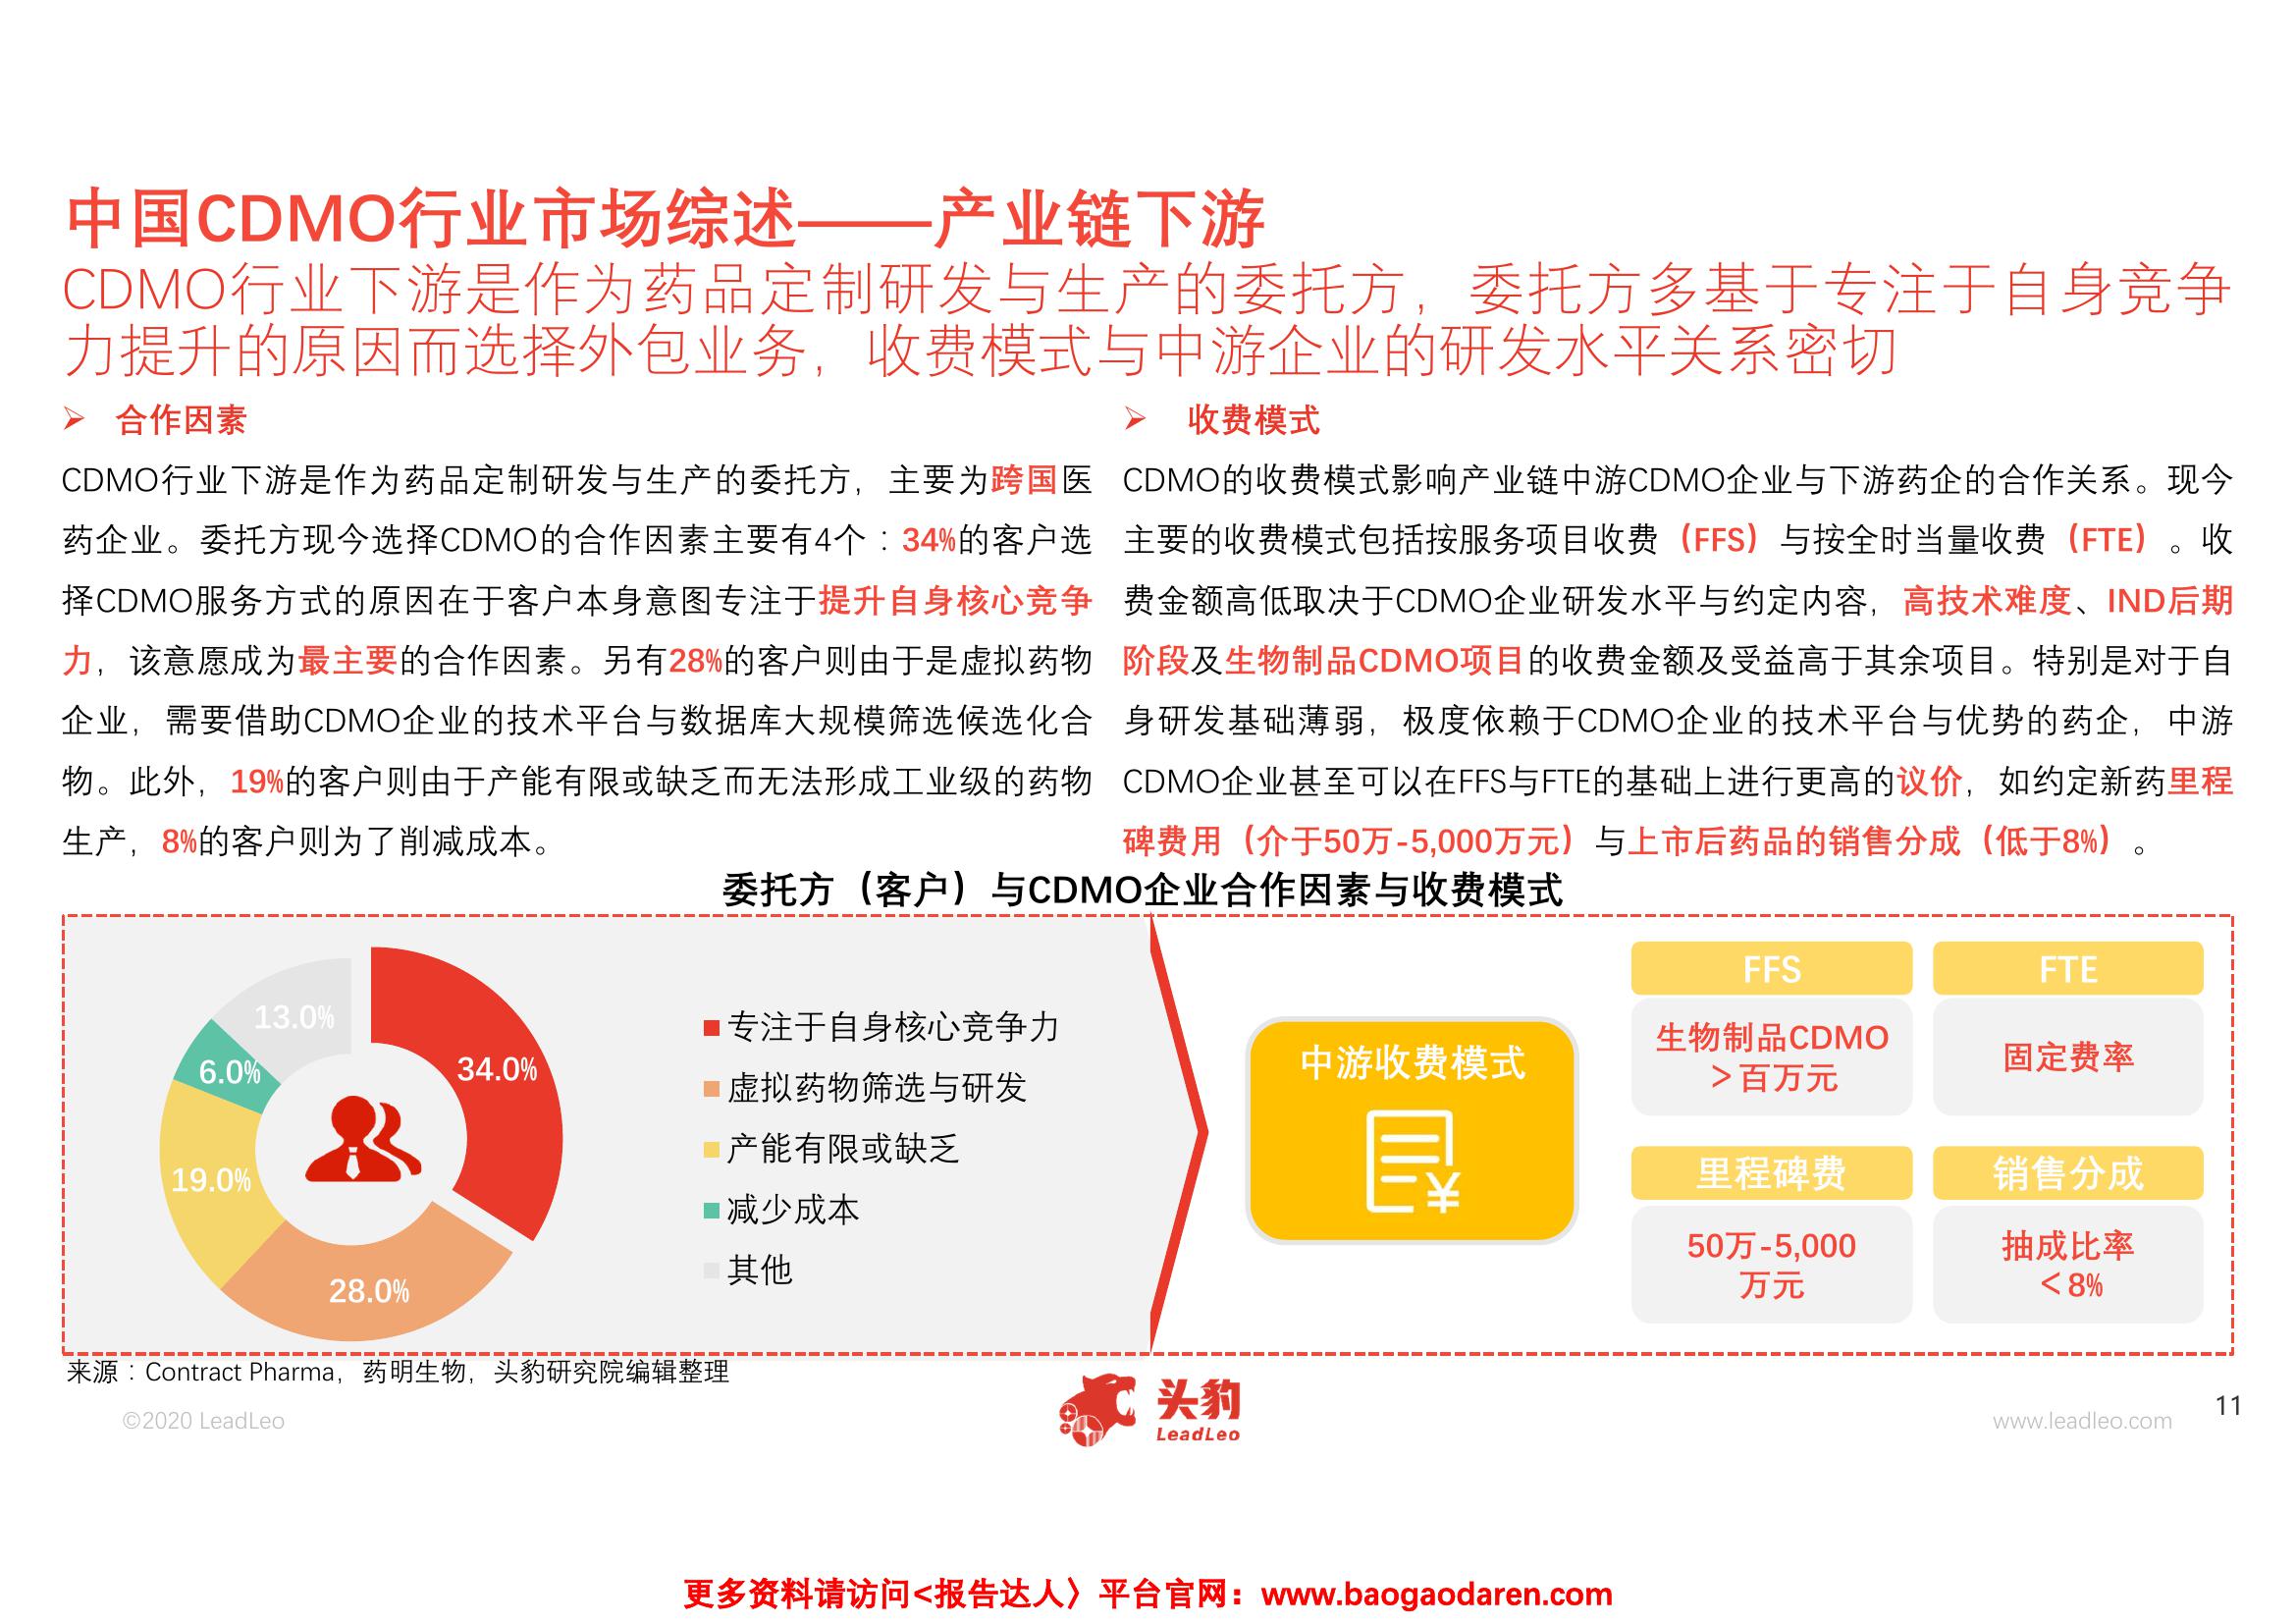 中国CDMO行业市场综述——产业链下游
CDMO行业下游是作为药品定制研发与生产的委托方，委托方多基于专注于自身竞争
力提升的原因而选择外包业务，收费模式与中游企业的研发水平关系密切
➢ 合作因素
CDMO行业下游是作为药品定制研发与生产的委托方，主要为跨国医
药企业。委托方现今选择CDMO的合作因素主要有4个：34%的客户选
择CDMO服务方式的原因在于客户本身意图专注于提升自身核心竞争
力，该意愿成为最主要的合作因素。另有28%的客户则由于是虚拟药物
企业，需要借助CDMO企业的技术平台与数据库大规模筛选候选化合
物。此外，19%的客户则由于产能有限或缺乏而无法形成工业级的药物
生产，8%的客户则为了削减成本。
➢ 收费模式
CDMO的收费模式影响产业链中游CDMO企业与下游药企的合作关系。现今
主要的收费模式包括按服务项目收费（FFS）与按全时当量收费（FTE）。收
费金额高低取决于CDMO企业研发水平与约定内容，高技术难度、IND后期
阶段及生物制品CDMO项目的收费金额及受益高于其余项目。特别是对于自
身研发基础薄弱，极度依赖于CDMO企业的技术平台与优势的药企，中游
CDMO企业甚至可以在FFS与FTE的基础上进行更高的议价，如约定新药里程
碑费用（介于50万-5,000万元）与上市后药品的销售分成（低于8%）。
委托方（客户）与CDMO企业合作因素与收费模式
13.0%
34.0%
6.0%
19.0%
28.0%
专注于自身核心竞争力
虚拟药物筛选与研发
产能有限或缺乏
减少成本
其他
中游收费模式
¥
FFS
生物制品CDMO
＞百万元
FTE
固定费率
里程碑费
50万-5,000
万元
销售分成
抽成比率
＜8%
来源：Contract Pharma，药明生物，头豹研究院编辑整理
©2020 LeadLeo
头豹
LeadLeo
www.leadleo.com
11
更多资料请访问<报告达人〉平台官网：www.baogaodaren.com